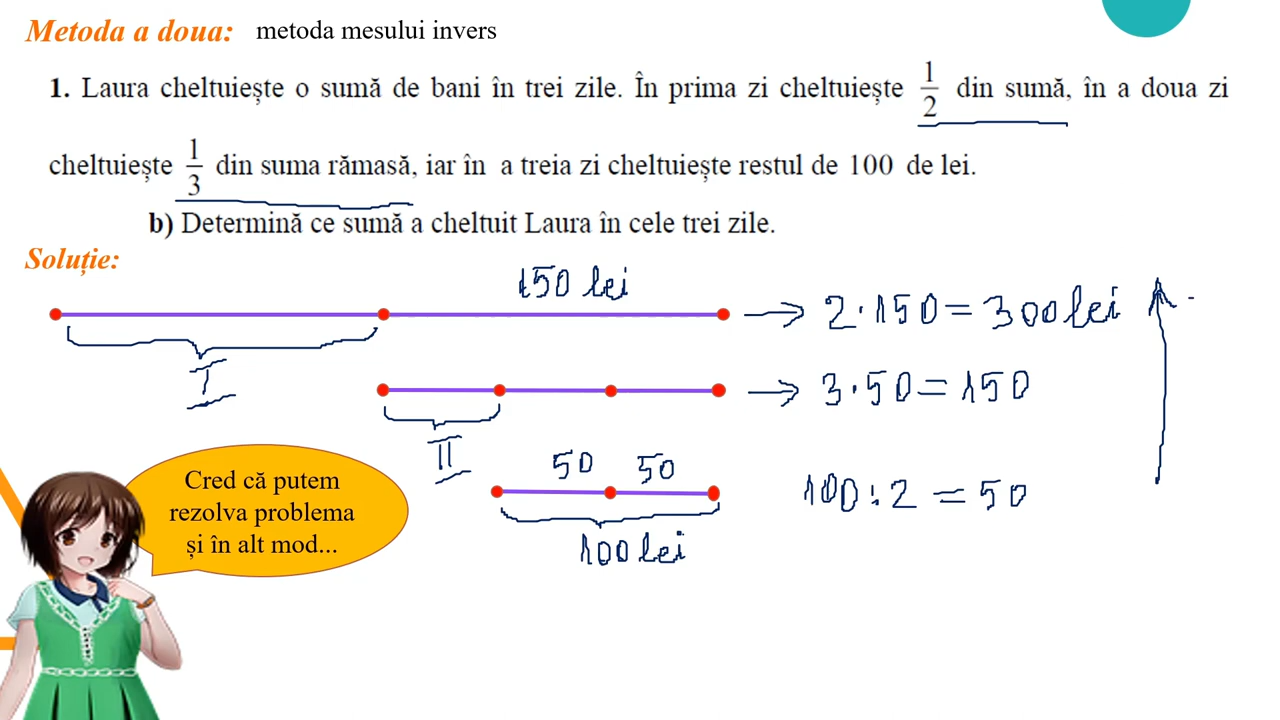 Metoda a doua: metoda mesului invers
1. Laura cheltuiește o sumă de bani în trei zile. În prima zi cheltuiește 1/2 din sumă, în a doua zi
cheltuiește 1/3 din suma rămasă, iar în a treia zi cheltuiește restul de 100 de lei.
b) Determină ce sumă a cheltuit Laura în cele trei zile.
Soluție:
150 lei
→ 2·150=300lei
I
→ 3·50=150
II
50 50
100:2=50
100 lei
Cred că putem
rezolva problema
și în alt mod...